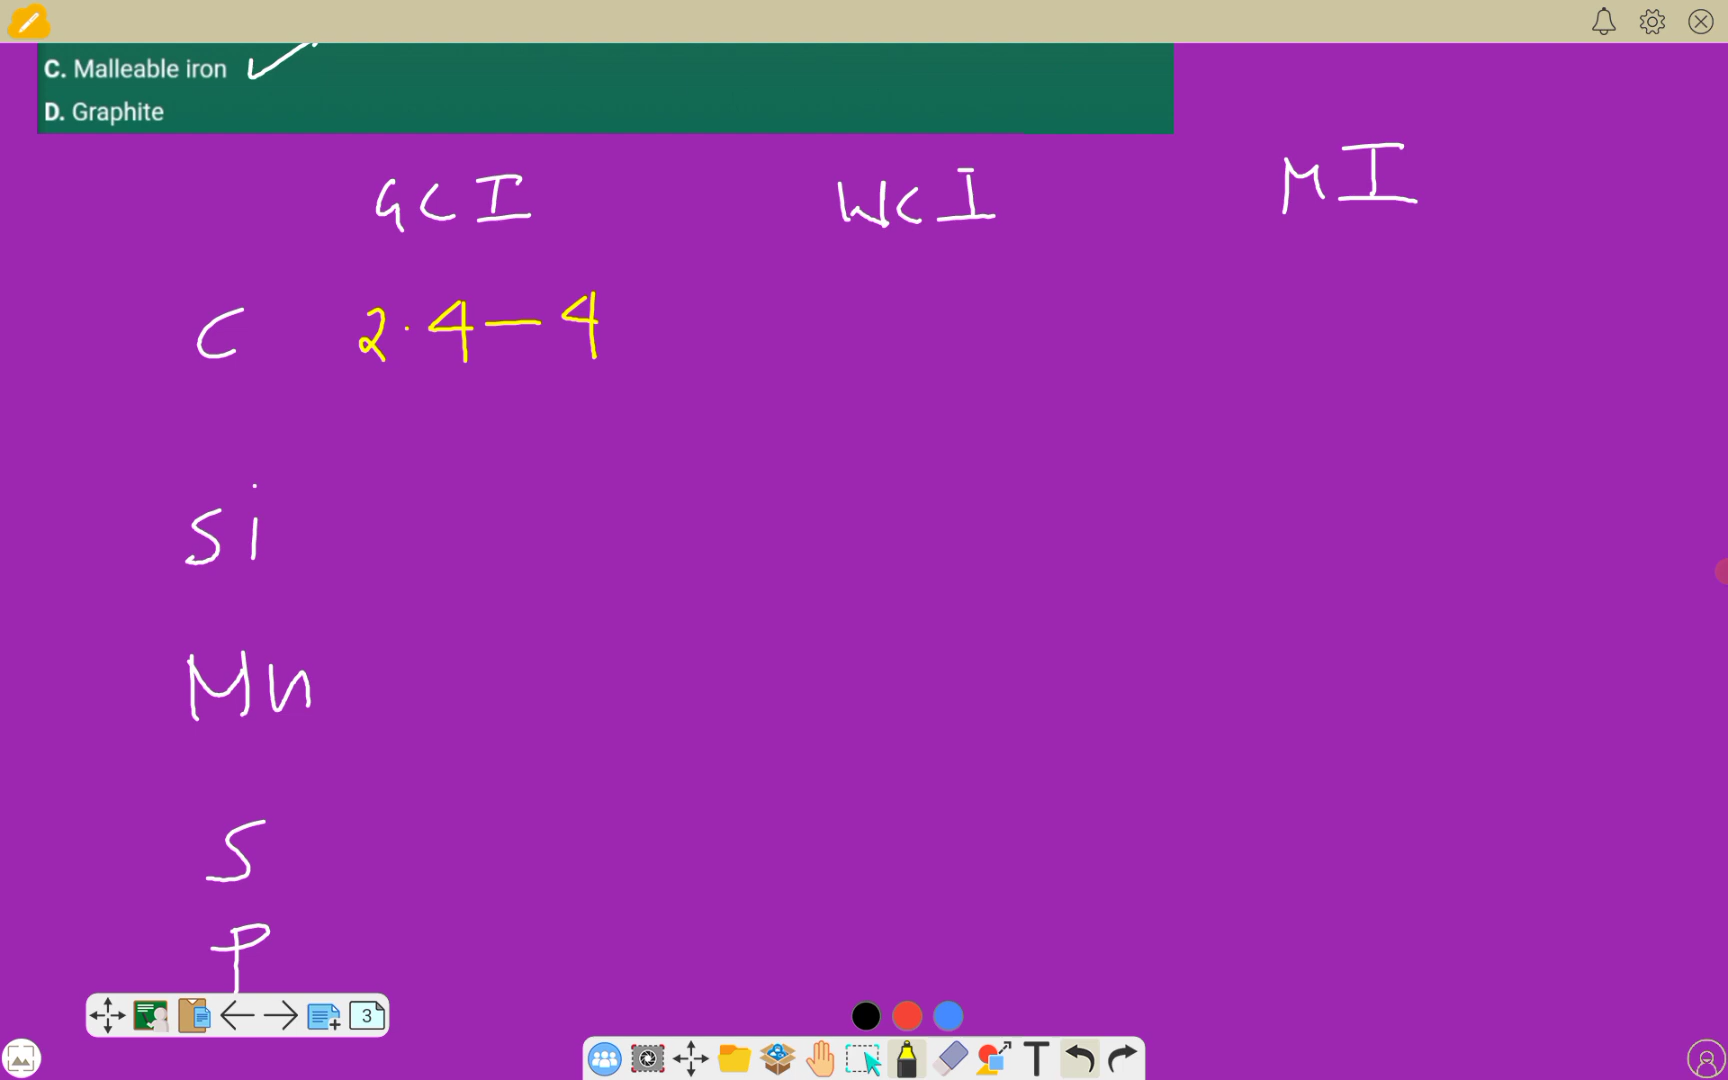 C. Malleable iron
D. Graphite
GCI WCI MI
C 2.4-4
Si
Mn
S
P
3
T